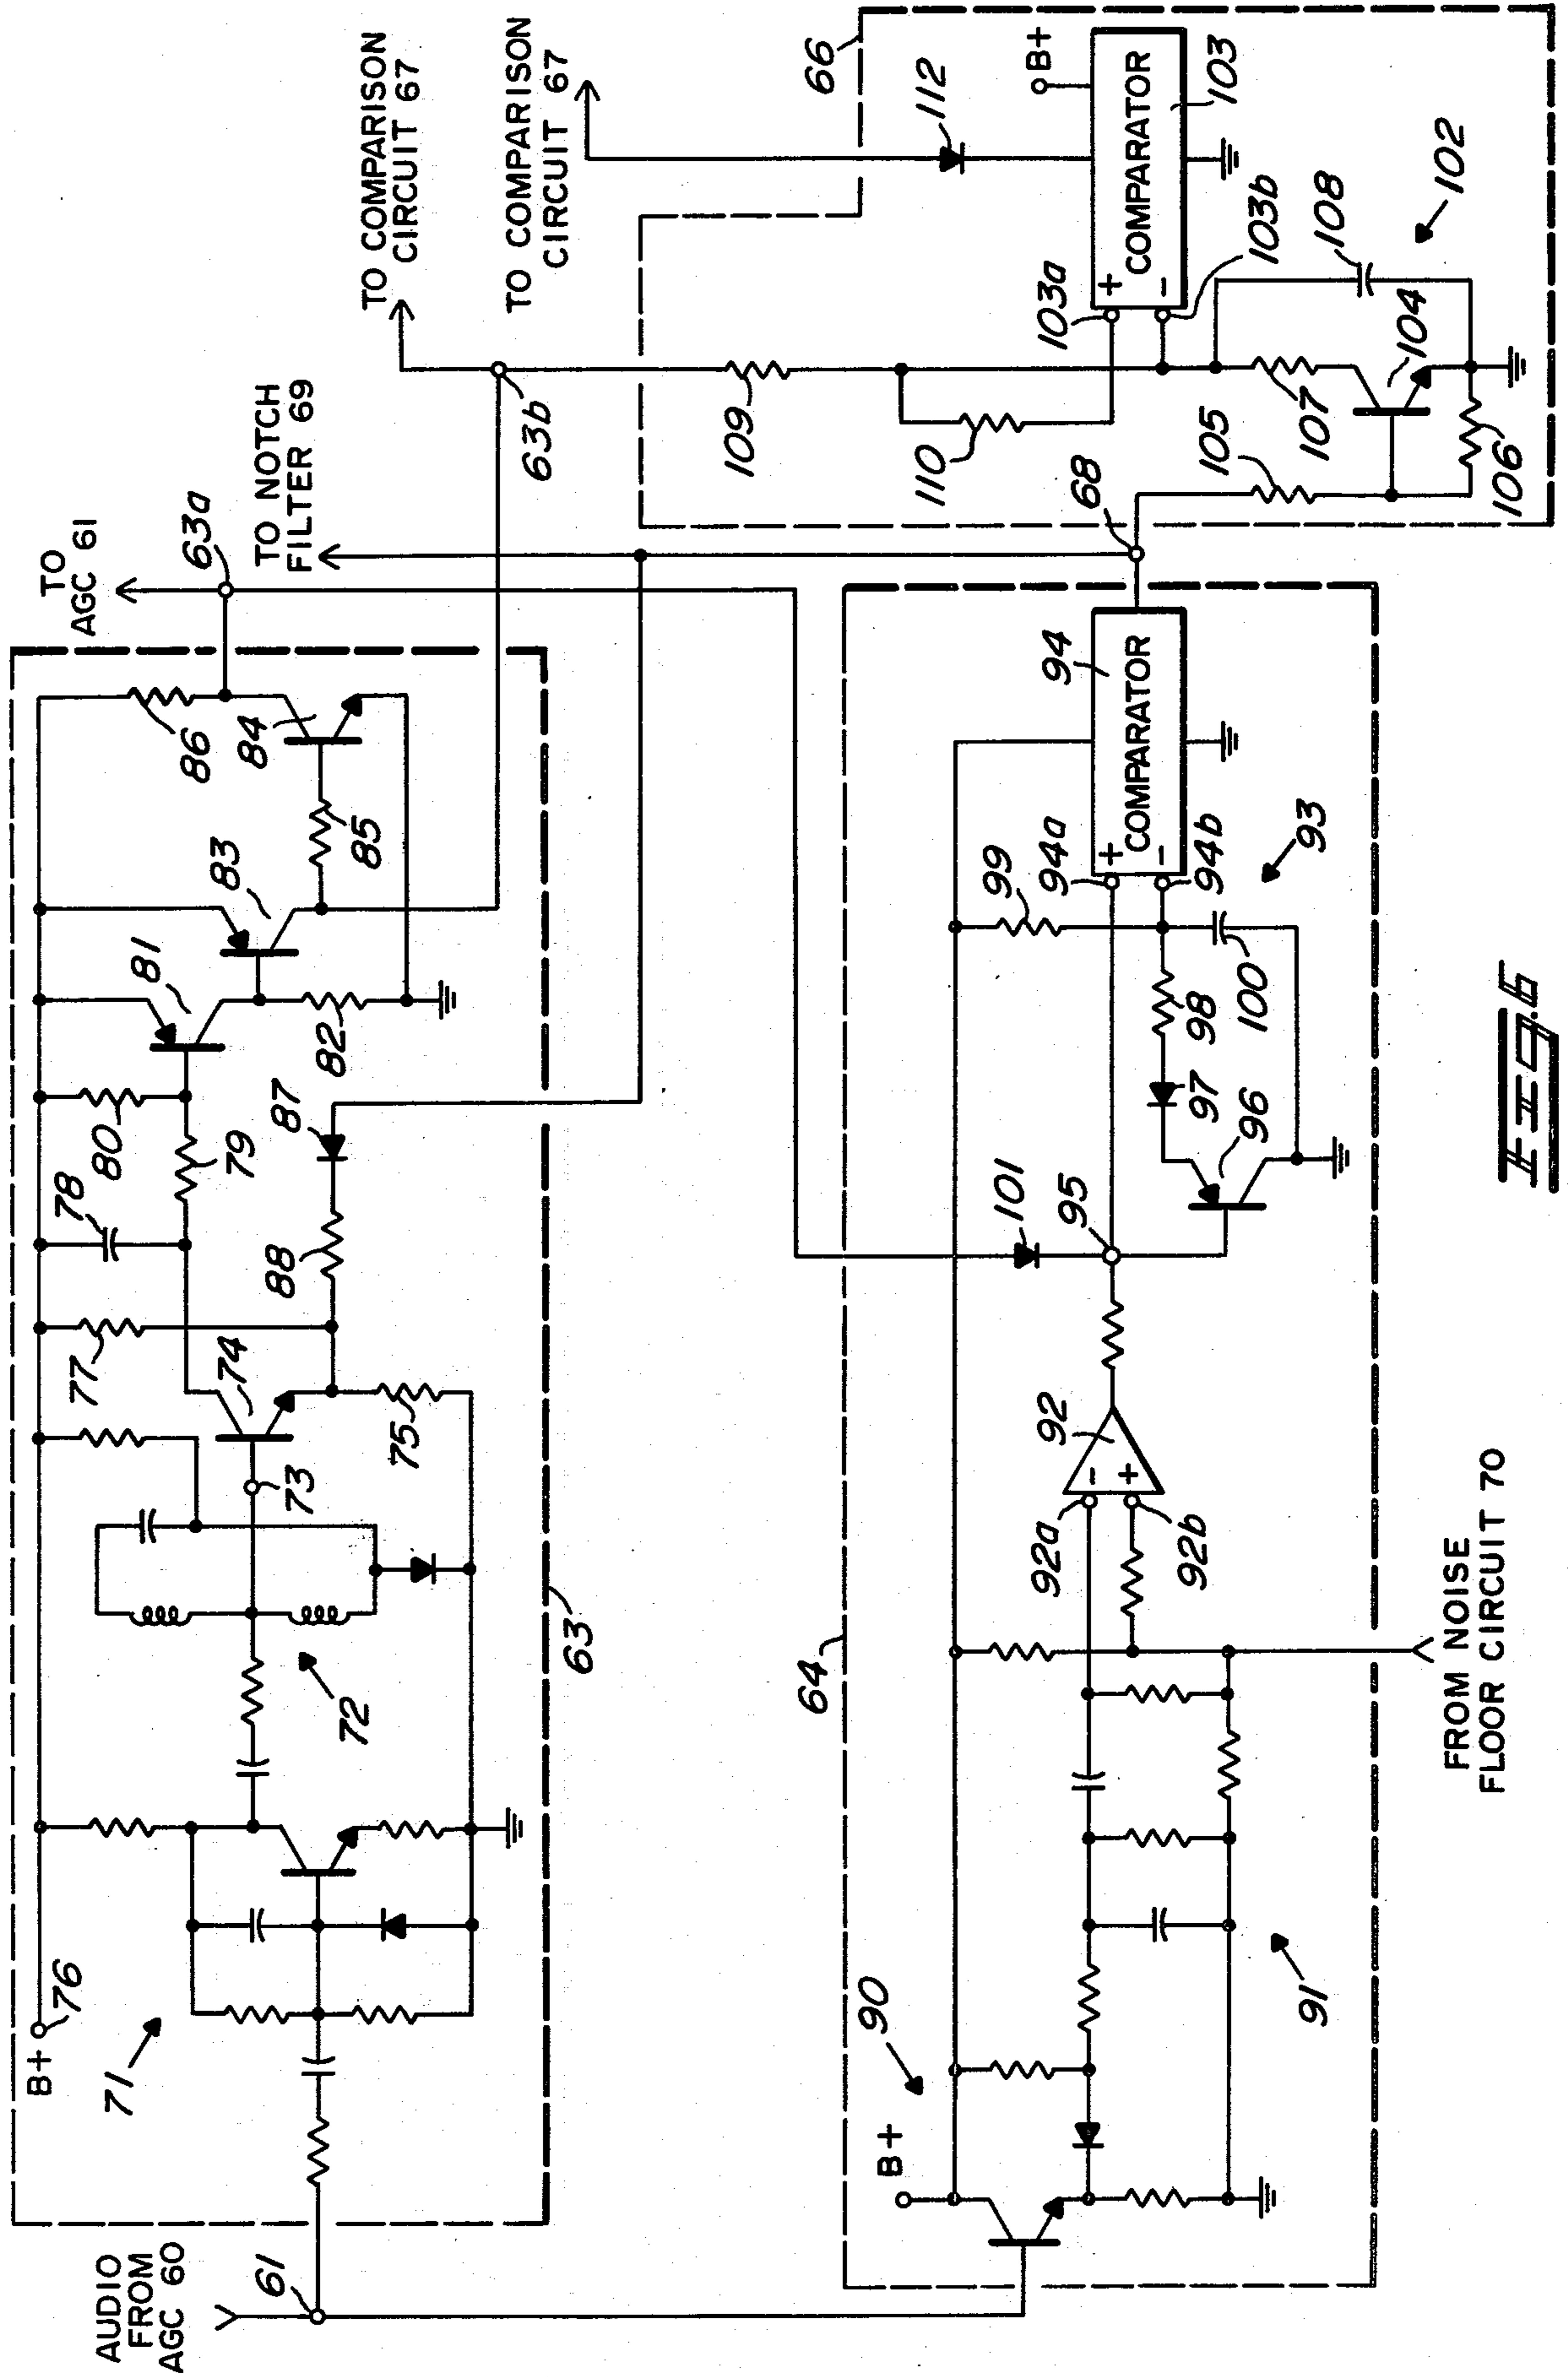 AUDIO
FROM
AGC 60
61
B+
76
71
72
73
74
75
77
78
79
80
81
82
83
84
85
86
87
88
63
TO
AGC 61
63a
TO NOTCH
FILTER 69
TO COMPARISON
CIRCUIT 67
TO COMPARISON
CIRCUIT 67
63b
64
B+
90
91
92
92a
92b
-
+
FROM NOISE
FLOOR CIRCUIT 70
95
101
96
97
98
99
100
93
94
94a
94b
+
-
COMPARATOR
68
66
109
110
105
106
107
104
108
102
103a
103b
+
-
COMPARATOR
103
B+
112
FIG.6